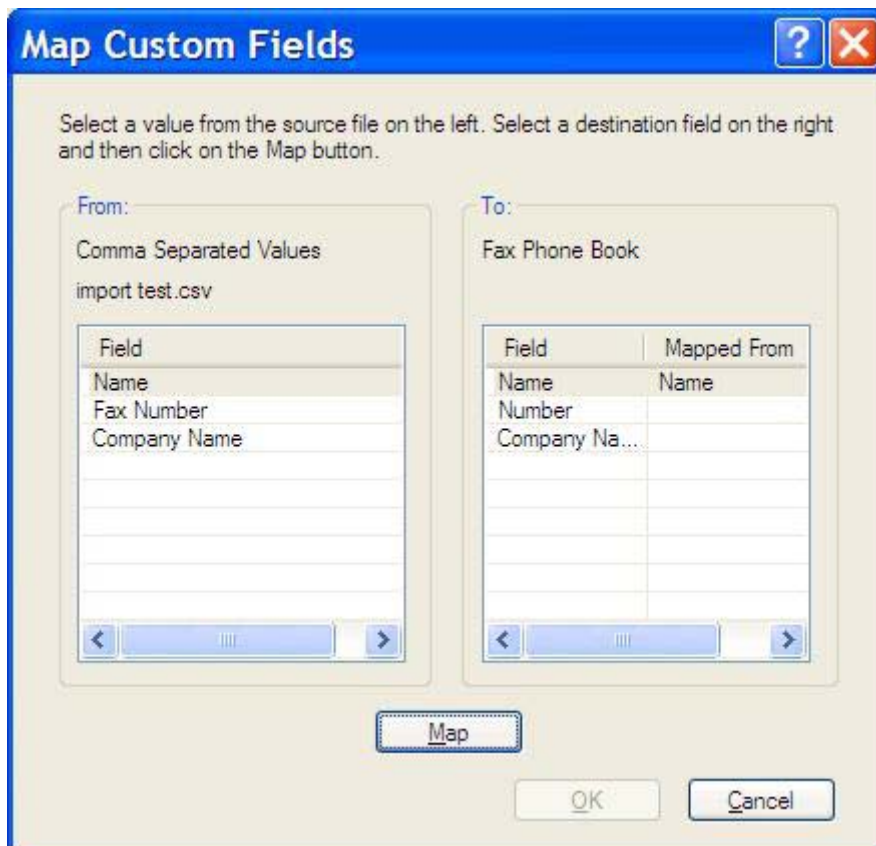 Map Custom Fields
Select a value from the source file on the left. Select a destination field on the right
and then click on the Map button.
From:
Comma Separated Values
import test.csv
Field
Name
Fax Number
Company Name
To:
Fax Phone Book
Field Mapped From
Name Name
Number
Company Na...
Map
OK Cancel